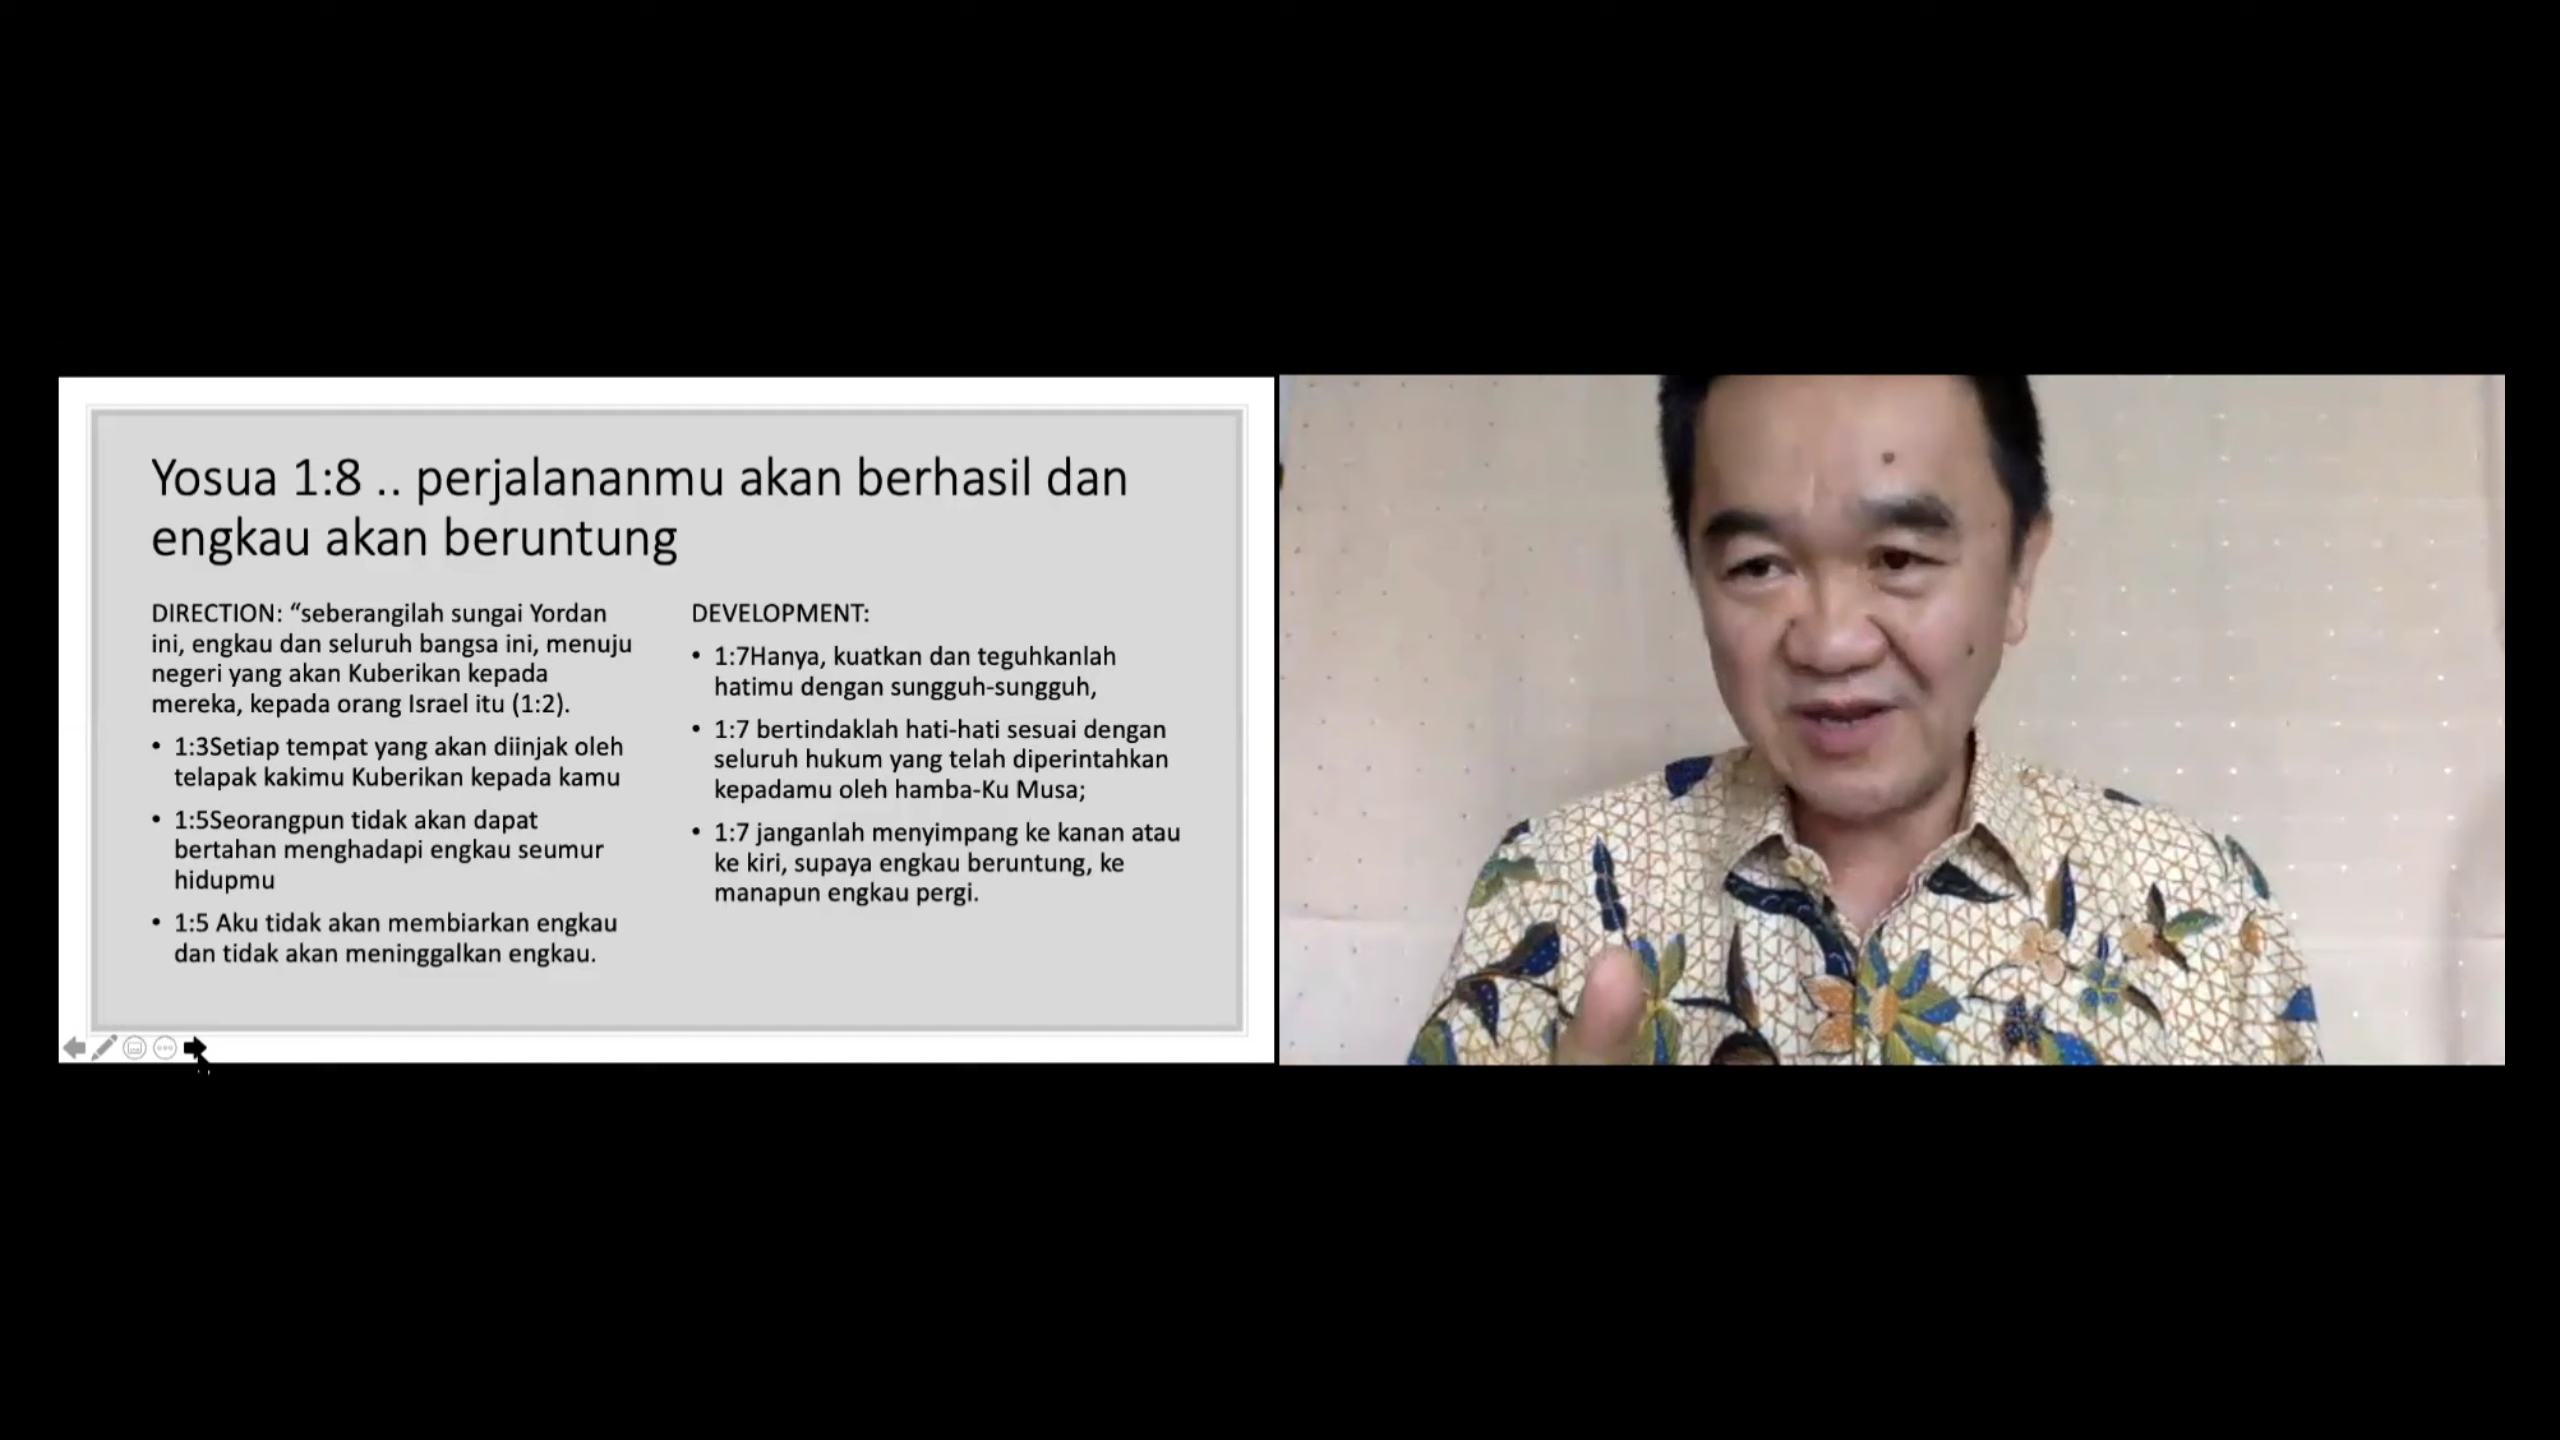 Yosua 1:8 .. perjalananmu akan berhasil dan
engkau akan beruntung
DIRECTION: “seberangilah sungai Yordan
ini, engkau dan seluruh bangsa ini, menuju
negeri yang akan Kuberikan kepada
mereka, kepada orang Israel itu (1:2).
• 1:3Setiap tempat yang akan diinjak oleh
telapak kakimu Kuberikan kepada kamu
• 1:5Seorangpun tidak akan dapat
bertahan menghadapi engkau seumur
hidupmu
• 1:5 Aku tidak akan membiarkan engkau
dan tidak akan meninggalkan engkau.
DEVELOPMENT:
• 1:7Hanya, kuatkan dan teguhkanlah
hatimu dengan sungguh-sungguh,
• 1:7 bertindaklah hati-hati sesuai dengan
seluruh hukum yang telah diperintahkan
kepadamu oleh hamba-Ku Musa;
• 1:7 janganlah menyimpang ke kanan atau
ke kiri, supaya engkau beruntung, ke
manapun engkau pergi.